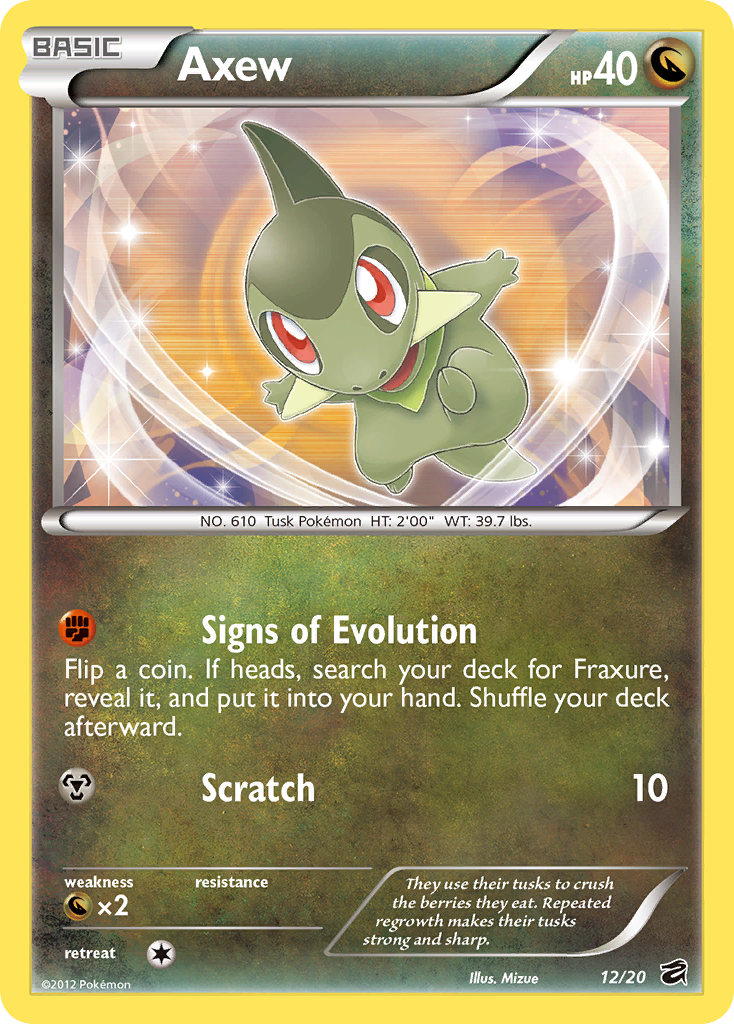 BASIC
Axew
HP40
NO. 610 Tusk Pokémon HT: 2'00" WT: 39.7 lbs.
Signs of Evolution
Flip a coin. If heads, search your deck for Fraxure,
reveal it, and put it into your hand. Shuffle your deck
afterward.
Scratch 10
weakness resistance
×2
retreat
They use their tusks to crush
the berries they eat. Repeated
regrowth makes their tusks
strong and sharp.
©2012 Pokémon Illus. Mizue 12/20